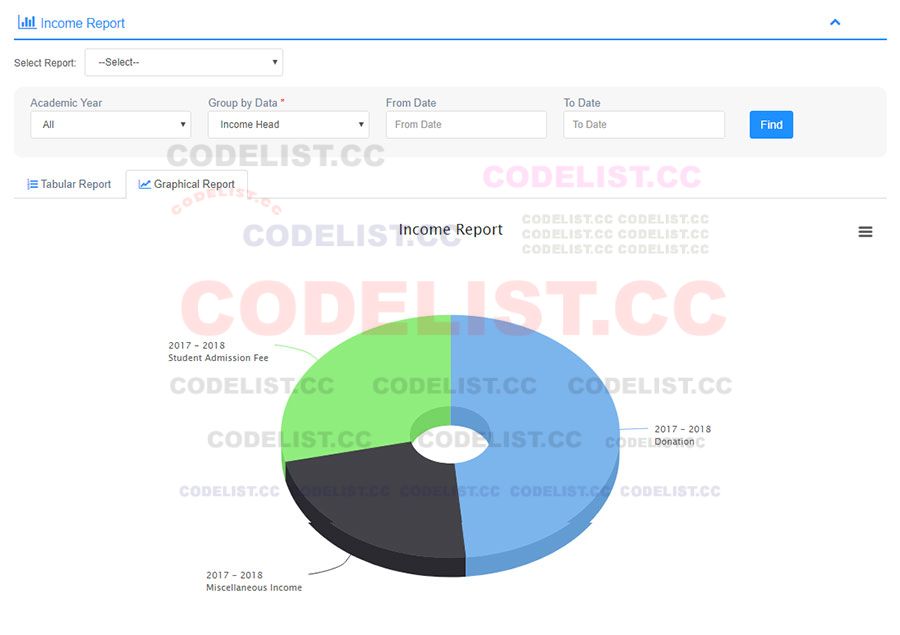 Income Report
Select Report: --Select--
Academic Year Group by Data * From Date To Date
All Income Head From Date To Date Find
CODELIST.CC
CODELIST.CC
Tabular Report Graphical Report
CODELIST.CC
CODELIST.CC CODELIST.CC
CODELIST.CC
Income Report
CODELIST.CC CODELIST.CC
CODELIST.CC CODELIST.CC
CODELIST.CC
2017 - 2018
Student Admission Fee
CODELIST.CC CODELIST.CC CODELIST.CC
2017 - 2018
Donation
CODELIST.CC CODELIST.CC CODELIST.CC
CODELIST.CC CODELIST.CC CODELIST.CC CODELIST.CC CODELIST.CC
2017 - 2018
Miscellaneous Income